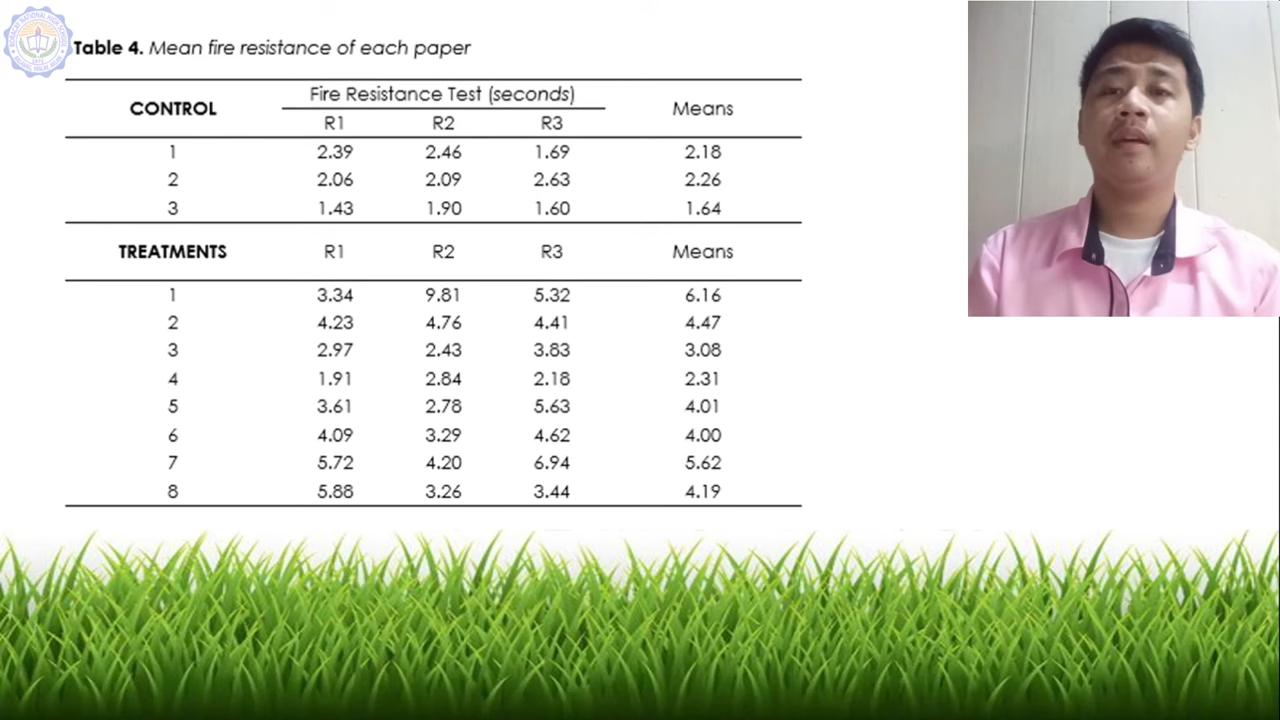 Table 4. Mean fire resistance of each paper
CONTROL Fire Resistance Test (seconds) Means
R1 R2 R3
1 2.39 2.46 1.69 2.18
2 2.06 2.09 2.63 2.26
3 1.43 1.90 1.60 1.64
TREATMENTS R1 R2 R3 Means
1 3.34 9.81 5.32 6.16
2 4.23 4.76 4.41 4.47
3 2.97 2.43 3.83 3.08
4 1.91 2.84 2.18 2.31
5 3.61 2.78 5.63 4.01
6 4.09 3.29 4.62 4.00
7 5.72 4.20 6.94 5.62
8 5.88 3.26 3.44 4.19